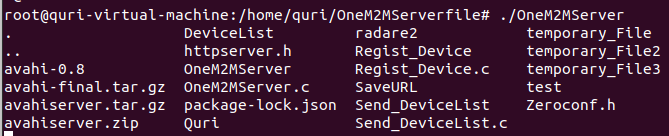 root@quri-virtual-machine:/home/quri/OneM2MServerfile# ./OneM2MServer
. DeviceList radare2 temporary_File
.. httpserver.h Regist_Device temporary_File2
avahi-0.8 OneM2MServer Regist_Device.c temporary_File3
avahi-final.tar.gz OneM2MServer.c SaveURL test
avahiserver.tar.gz package-lock.json Send_DeviceList Zeroconf.h
avahiserver.zip Quri Send_DeviceList.c